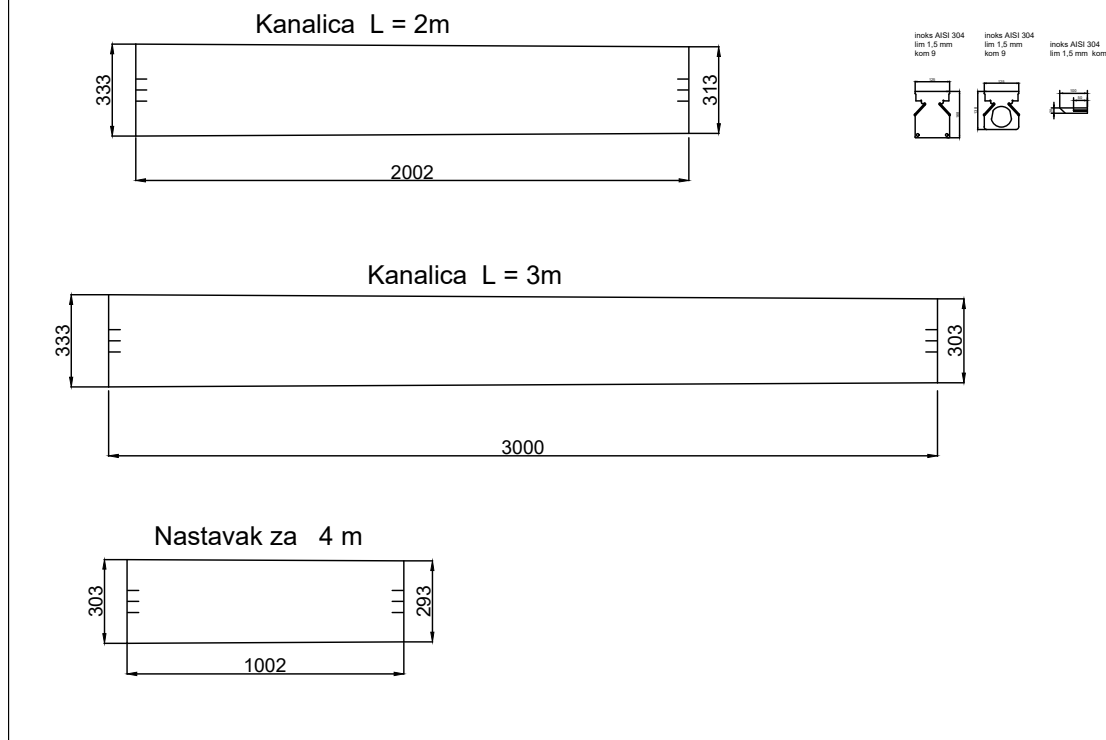 Kanalica L = 2m
333
313
2002
inoks AISI 304
lim 1,5 mm
kom 9
inoks AISI 304
lim 1,5 mm
kom 9
inoks AISI 304
lim 1,5 mm kom
Kanalica L = 3m
333
303
3000
Nastavak za 4 m
303
293
1002